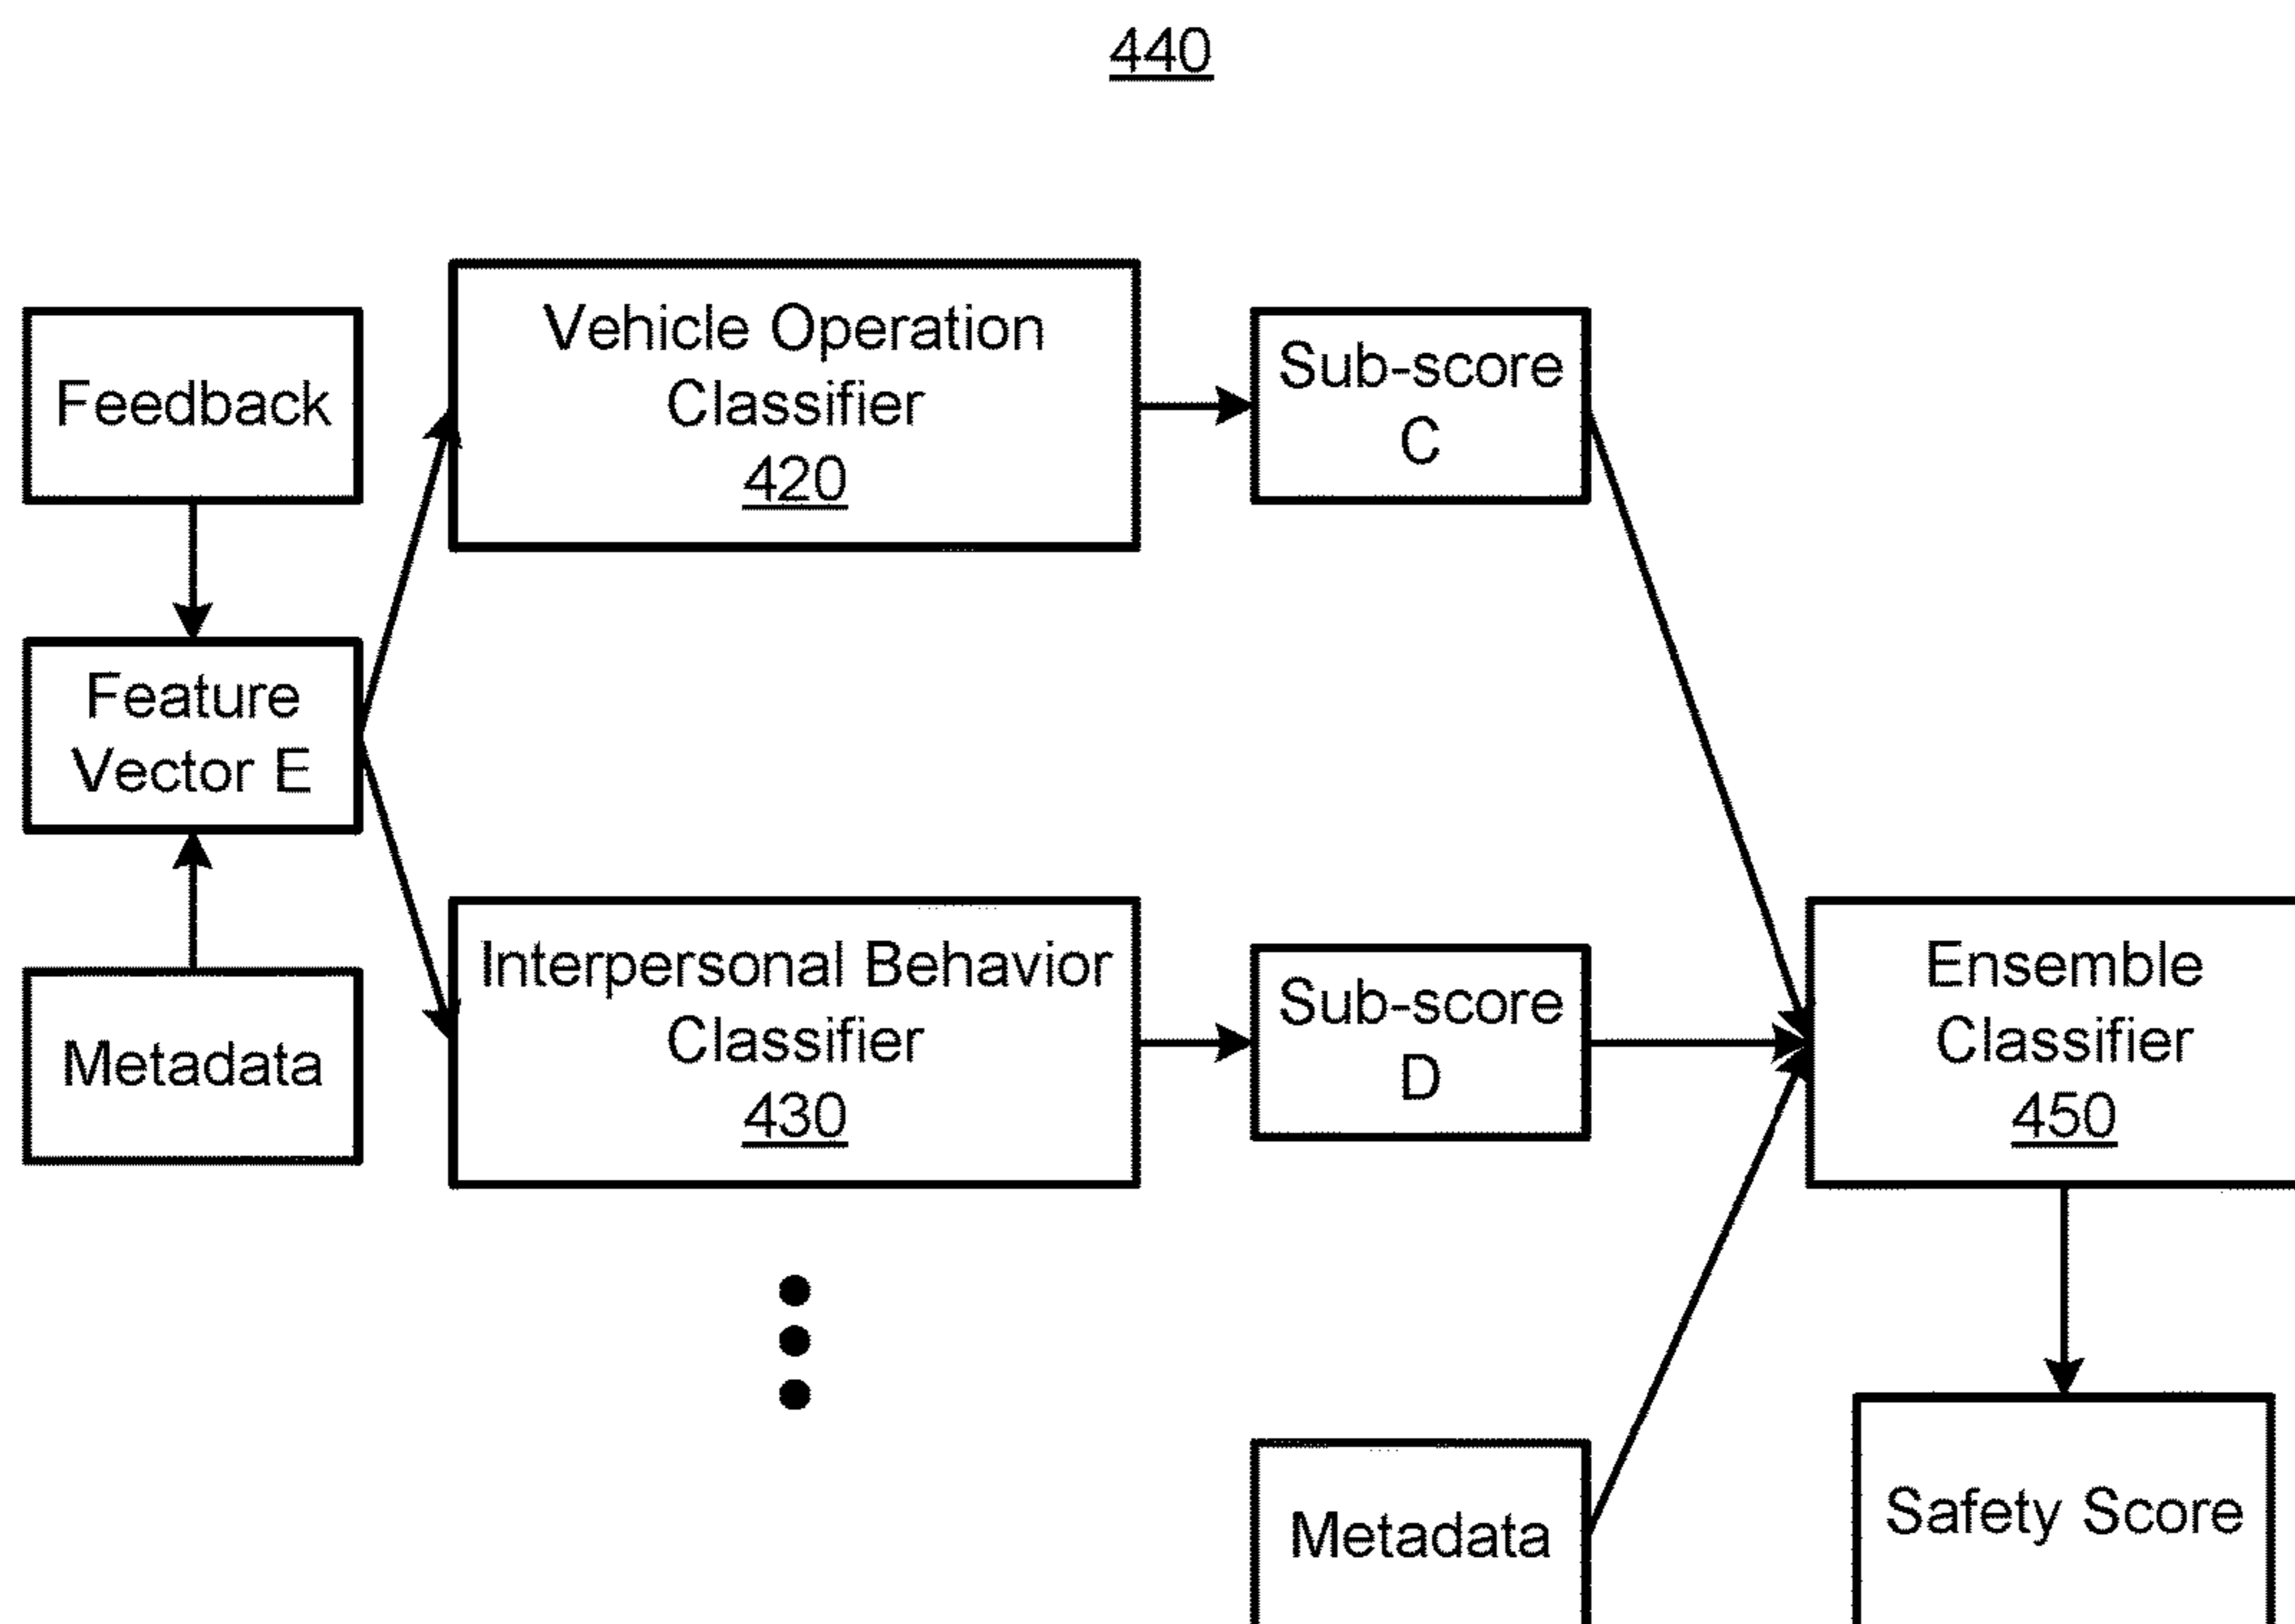 440
Feedback
Vehicle Operation
Classifier
420
Sub-score
C
Feature
Vector E
Metadata
Interpersonal Behavior
Classifier
430
Sub-score
D
Ensemble
Classifier
450
Metadata
Safety Score